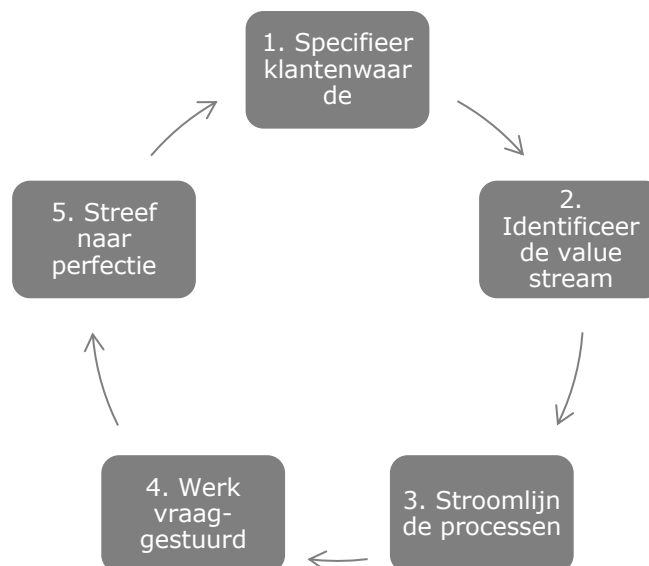 1. Specifieer
klantenwaar
de
2.
Identificeer
de value
stream
3. Stroomlijn
de processen
4. Werk
vraag-
gestuurd
5. Streef
naar
perfectie